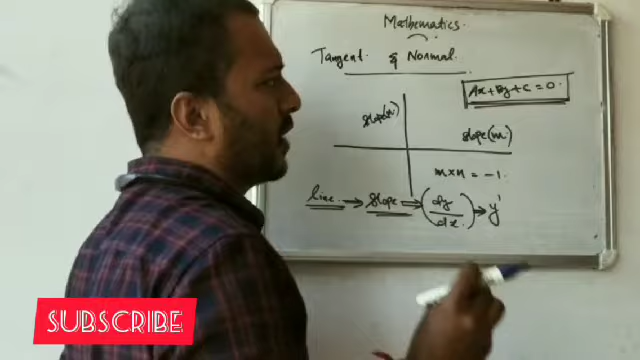 Mathematics.
Tangent & Normal.
Ax + By + C = 0.
Slope(n)
Slope(m)
m x n = -1.
line → Slope ⇒ (dy/dx) → y'
SUBSCRIBE